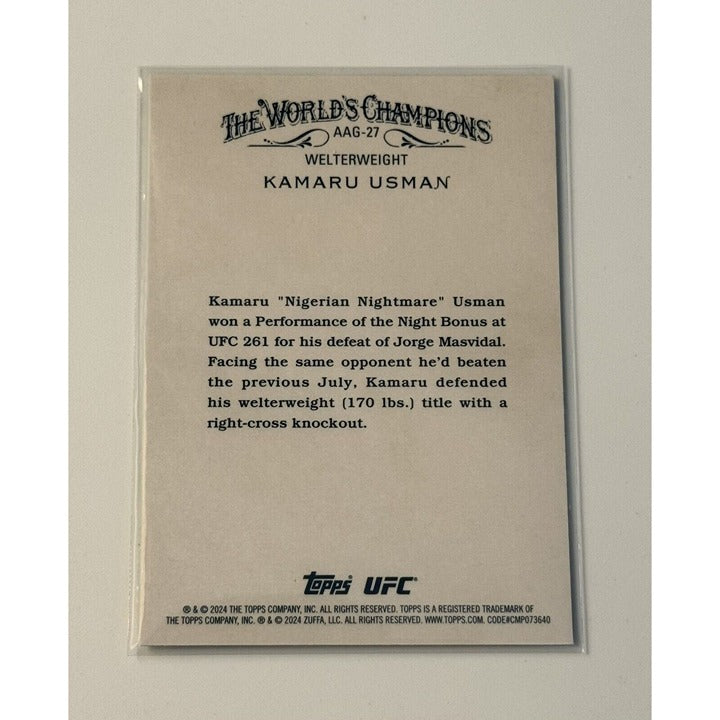 THE WORLD'S CHAMPIONS
AAG-27
WELTERWEIGHT
KAMARU USMAN
Kamaru "Nigerian Nightmare" Usman
won a Performance of the Night Bonus at
UFC 261 for his defeat of Jorge Masvidal.
Facing the same opponent he'd beaten
the previous July, Kamaru defended
his welterweight (170 lbs.) title with a
right-cross knockout.
Topps® UFC®
® & © 2024 THE TOPPS COMPANY, INC. ALL RIGHTS RESERVED. TOPPS IS A REGISTERED TRADEMARK OF
THE TOPPS COMPANY, INC. ® & © 2024 ZUFFA, LLC. ALL RIGHTS RESERVED. WWW.TOPPS.COM. CODE#CMP073640